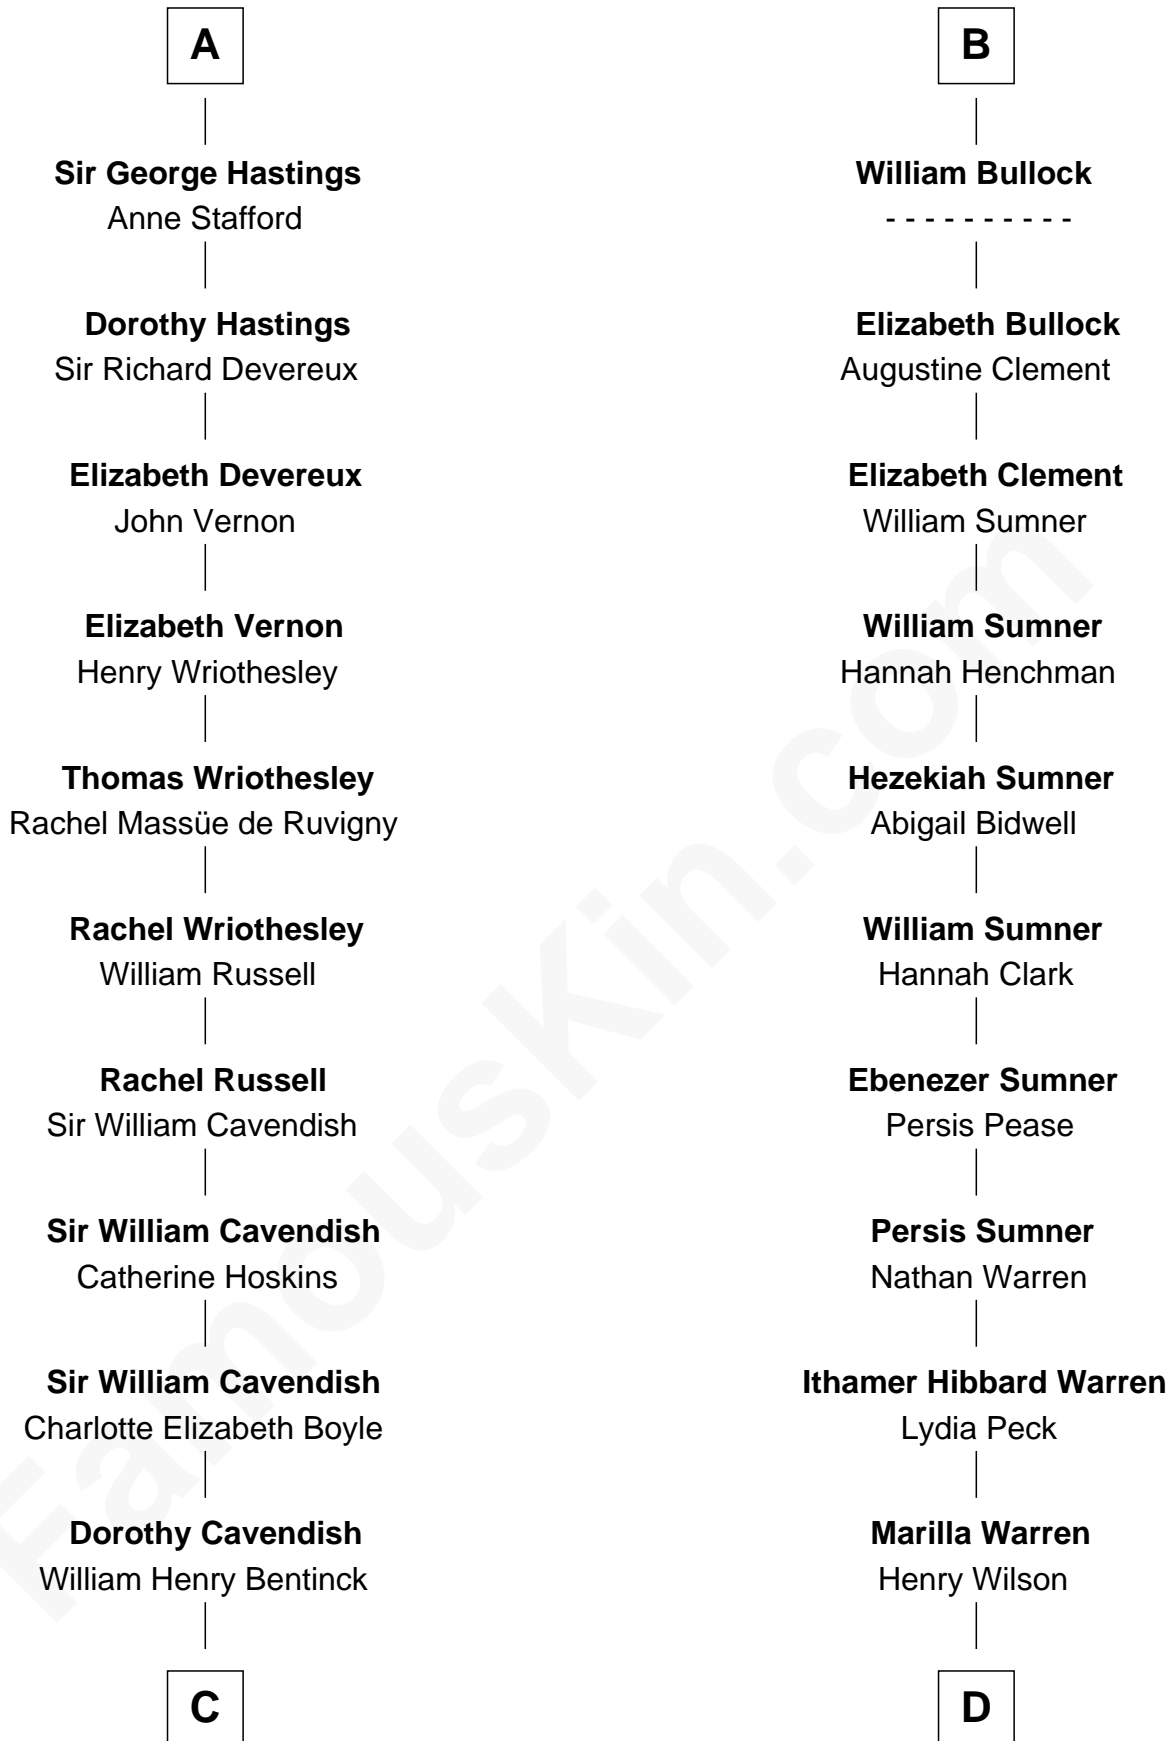 A
Sir George Hastings
Anne Stafford
Dorothy Hastings
Sir Richard Devereux
Elizabeth Devereux
John Vernon
Elizabeth Vernon
Henry Wriothesley
Thomas Wriothesley
Rachel Massüe de Ruvigny
Rachel Wriothesley
William Russell
Rachel Russell
Sir William Cavendish
Sir William Cavendish
Catherine Hoskins
Sir William Cavendish
Charlotte Elizabeth Boyle
Dorothy Cavendish
William Henry Bentinck
C
B
William Bullock
- - - - - - - - - -
Elizabeth Bullock
Augustine Clement
Elizabeth Clement
William Sumner
William Sumner
Hannah Henchman
Hezekiah Sumner
Abigail Bidwell
William Sumner
Hannah Clark
Ebenezer Sumner
Persis Pease
Persis Sumner
Nathan Warren
Ithamer Hibbard Warren
Lydia Peck
Marilla Warren
Henry Wilson
D
FamousKin.com